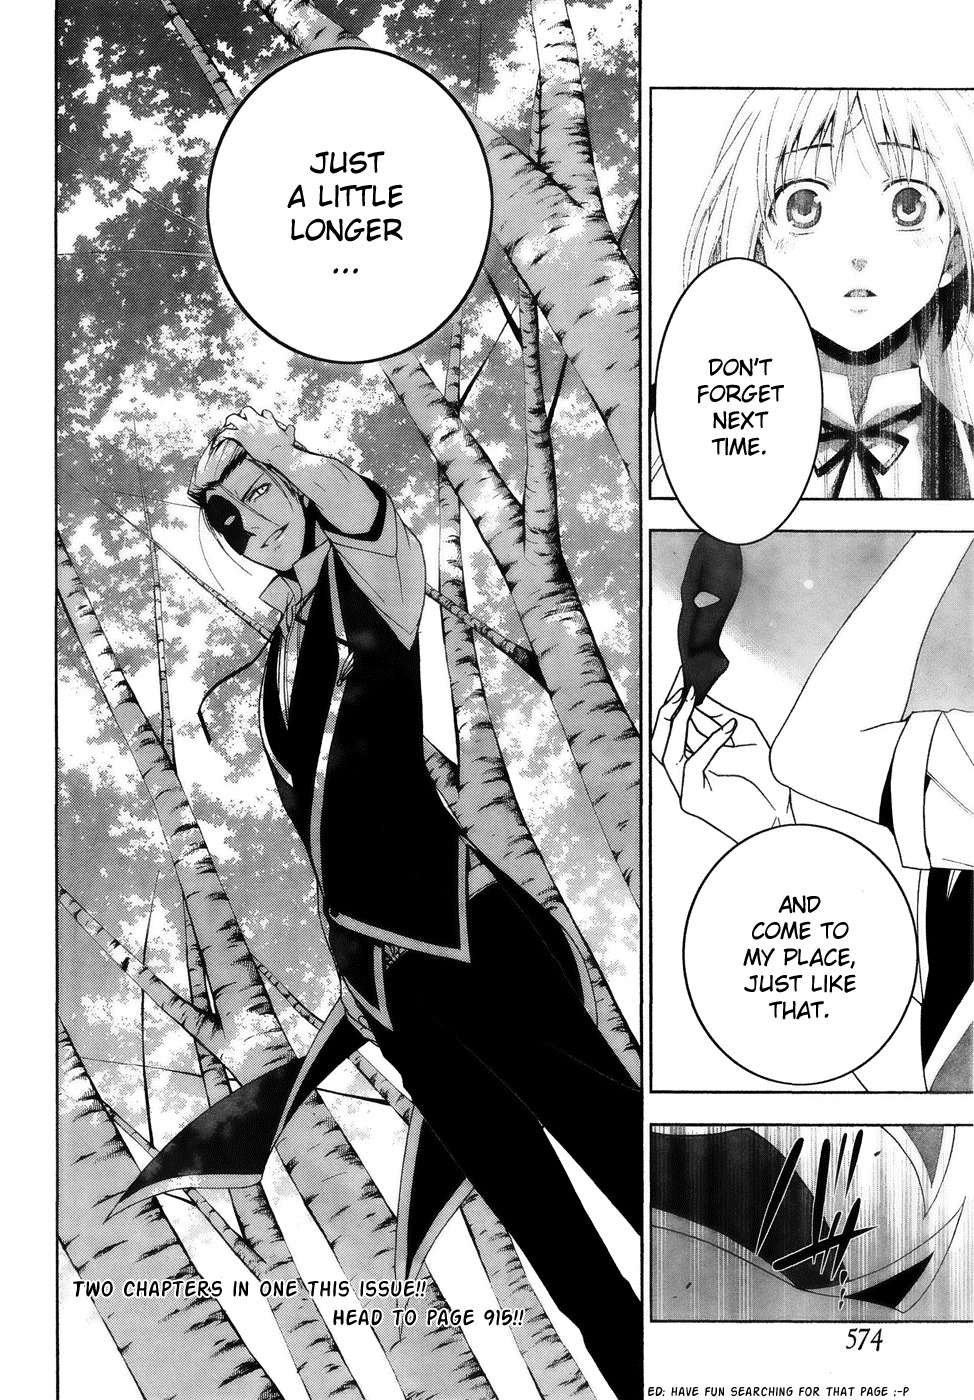 DON'T
FORGET
NEXT
TIME.
AND
COME TO
MY PLACE,
JUST LIKE
THAT.
JUST
A LITTLE
LONGER
...
TWO CHAPTERS IN ONE THIS ISSUE!!
HEAD TO PAGE 915!!
574
ED: HAVE FUN SEARCHING FOR THAT PAGE :-P